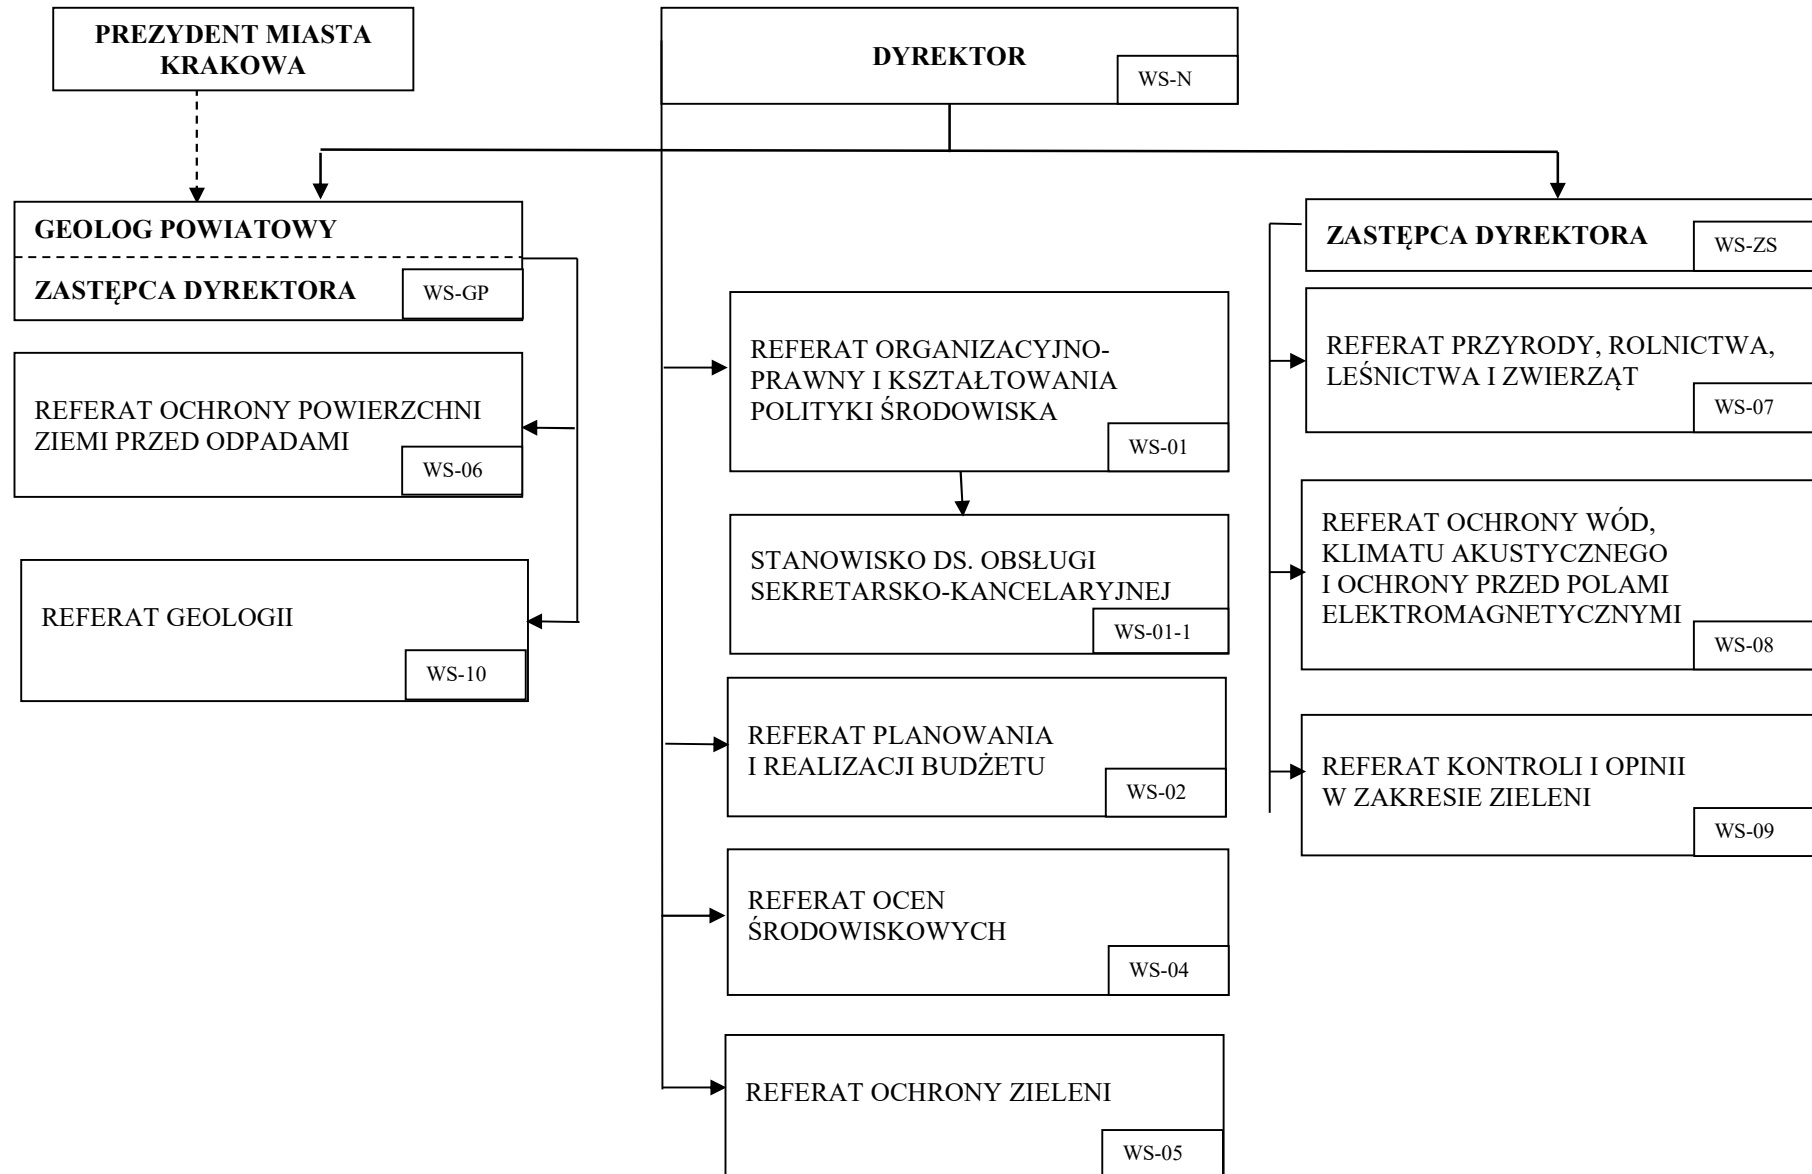 PREZYDENT MIASTA
KRAKOWA
DYREKTOR
WS-N
GEOLOG POWIATOWY
ZASTĘPCA DYREKTORA
WS-GP
REFERAT OCHRONY POWIERZCHNI
ZIEMI PRZED ODPADAMI
WS-06
REFERAT GEOLOGII
WS-10
REFERAT ORGANIZACYJNO-
PRAWNY I KSZTAŁTOWANIA
POLITYKI ŚRODOWISKA
WS-01
STANOWISKO DS. OBSŁUGI
SEKRETARSKO-KANCELARYJNEJ
WS-01-1
REFERAT PLANOWANIA
I REALIZACJI BUDŻETU
WS-02
REFERAT OCEN
ŚRODOWISKOWYCH
WS-04
REFERAT OCHRONY ZIELENI
WS-05
ZASTĘPCA DYREKTORA
WS-ZS
REFERAT PRZYRODY, ROLNICTWA,
LEŚNICTWA I ZWIERZĄT
WS-07
REFERAT OCHRONY WÓD,
KLIMATU AKUSTYCZNEGO
I OCHRONY PRZED POLAMI
ELEKTROMAGNETYCZNYMI
WS-08
REFERAT KONTROLI I OPINII
W ZAKRESIE ZIELENI
WS-09